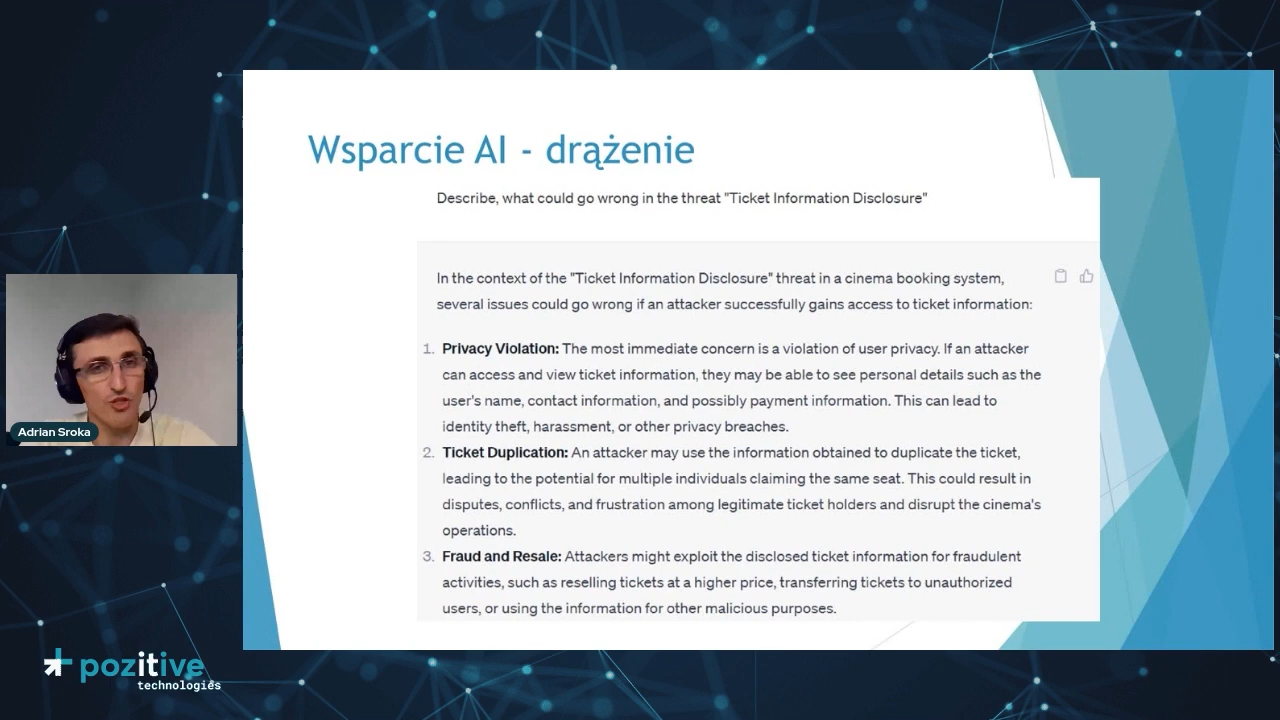 Wsparcie AI - drążenie
Describe, what could go wrong in the threat "Ticket Information Disclosure"
In the context of the "Ticket Information Disclosure" threat in a cinema booking system,
several issues could go wrong if an attacker successfully gains access to ticket information:
1. Privacy Violation: The most immediate concern is a violation of user privacy. If an attacker
can access and view ticket information, they may be able to see personal details such as the
user's name, contact information, and possibly payment information. This can lead to
identity theft, harassment, or other privacy breaches.
2. Ticket Duplication: An attacker may use the information obtained to duplicate the ticket,
leading to the potential for multiple individuals claiming the same seat. This could result in
disputes, conflicts, and frustration among legitimate ticket holders and disrupt the cinema's
operations.
3. Fraud and Resale: Attackers might exploit the disclosed ticket information for fraudulent
activities, such as reselling tickets at a higher price, transferring tickets to unauthorized
users, or using the information for other malicious purposes.
Adrian Sroka
pozitive
technologies